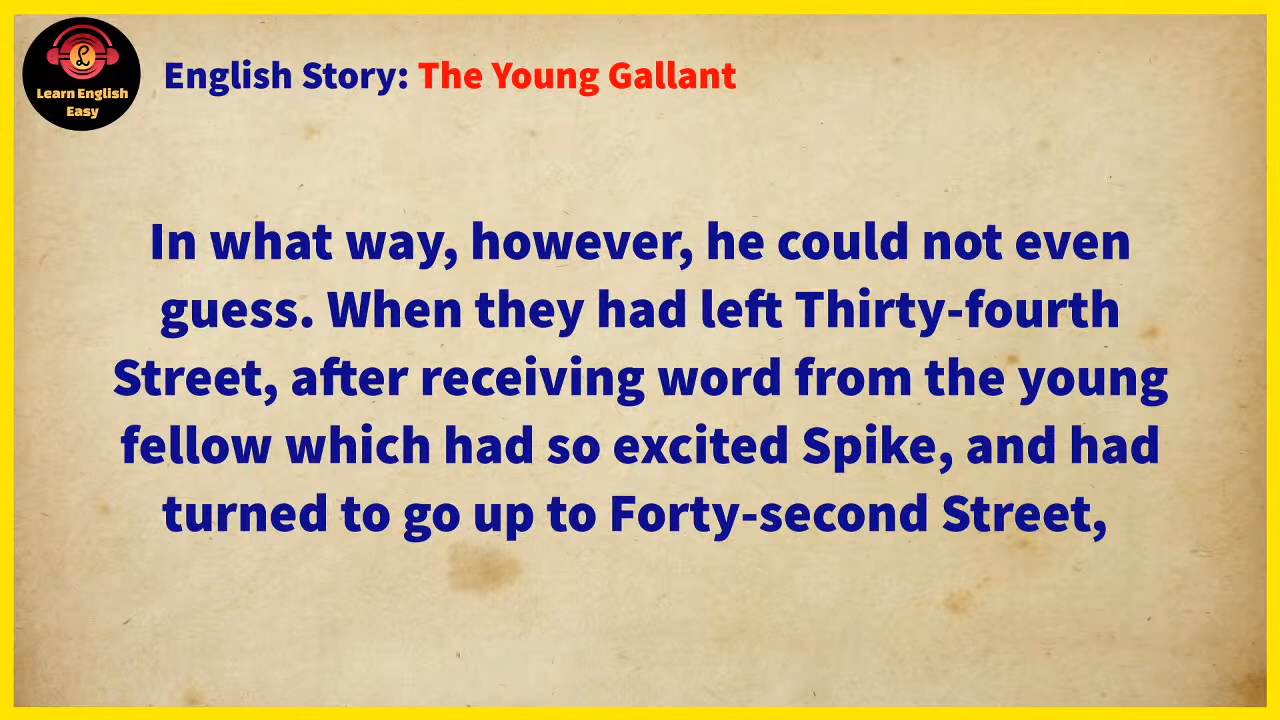 Learn English
Easy
English Story: The Young Gallant
In what way, however, he could not even
guess. When they had left Thirty-fourth
Street, after receiving word from the young
fellow which had so excited Spike, and had
turned to go up to Forty-second Street,